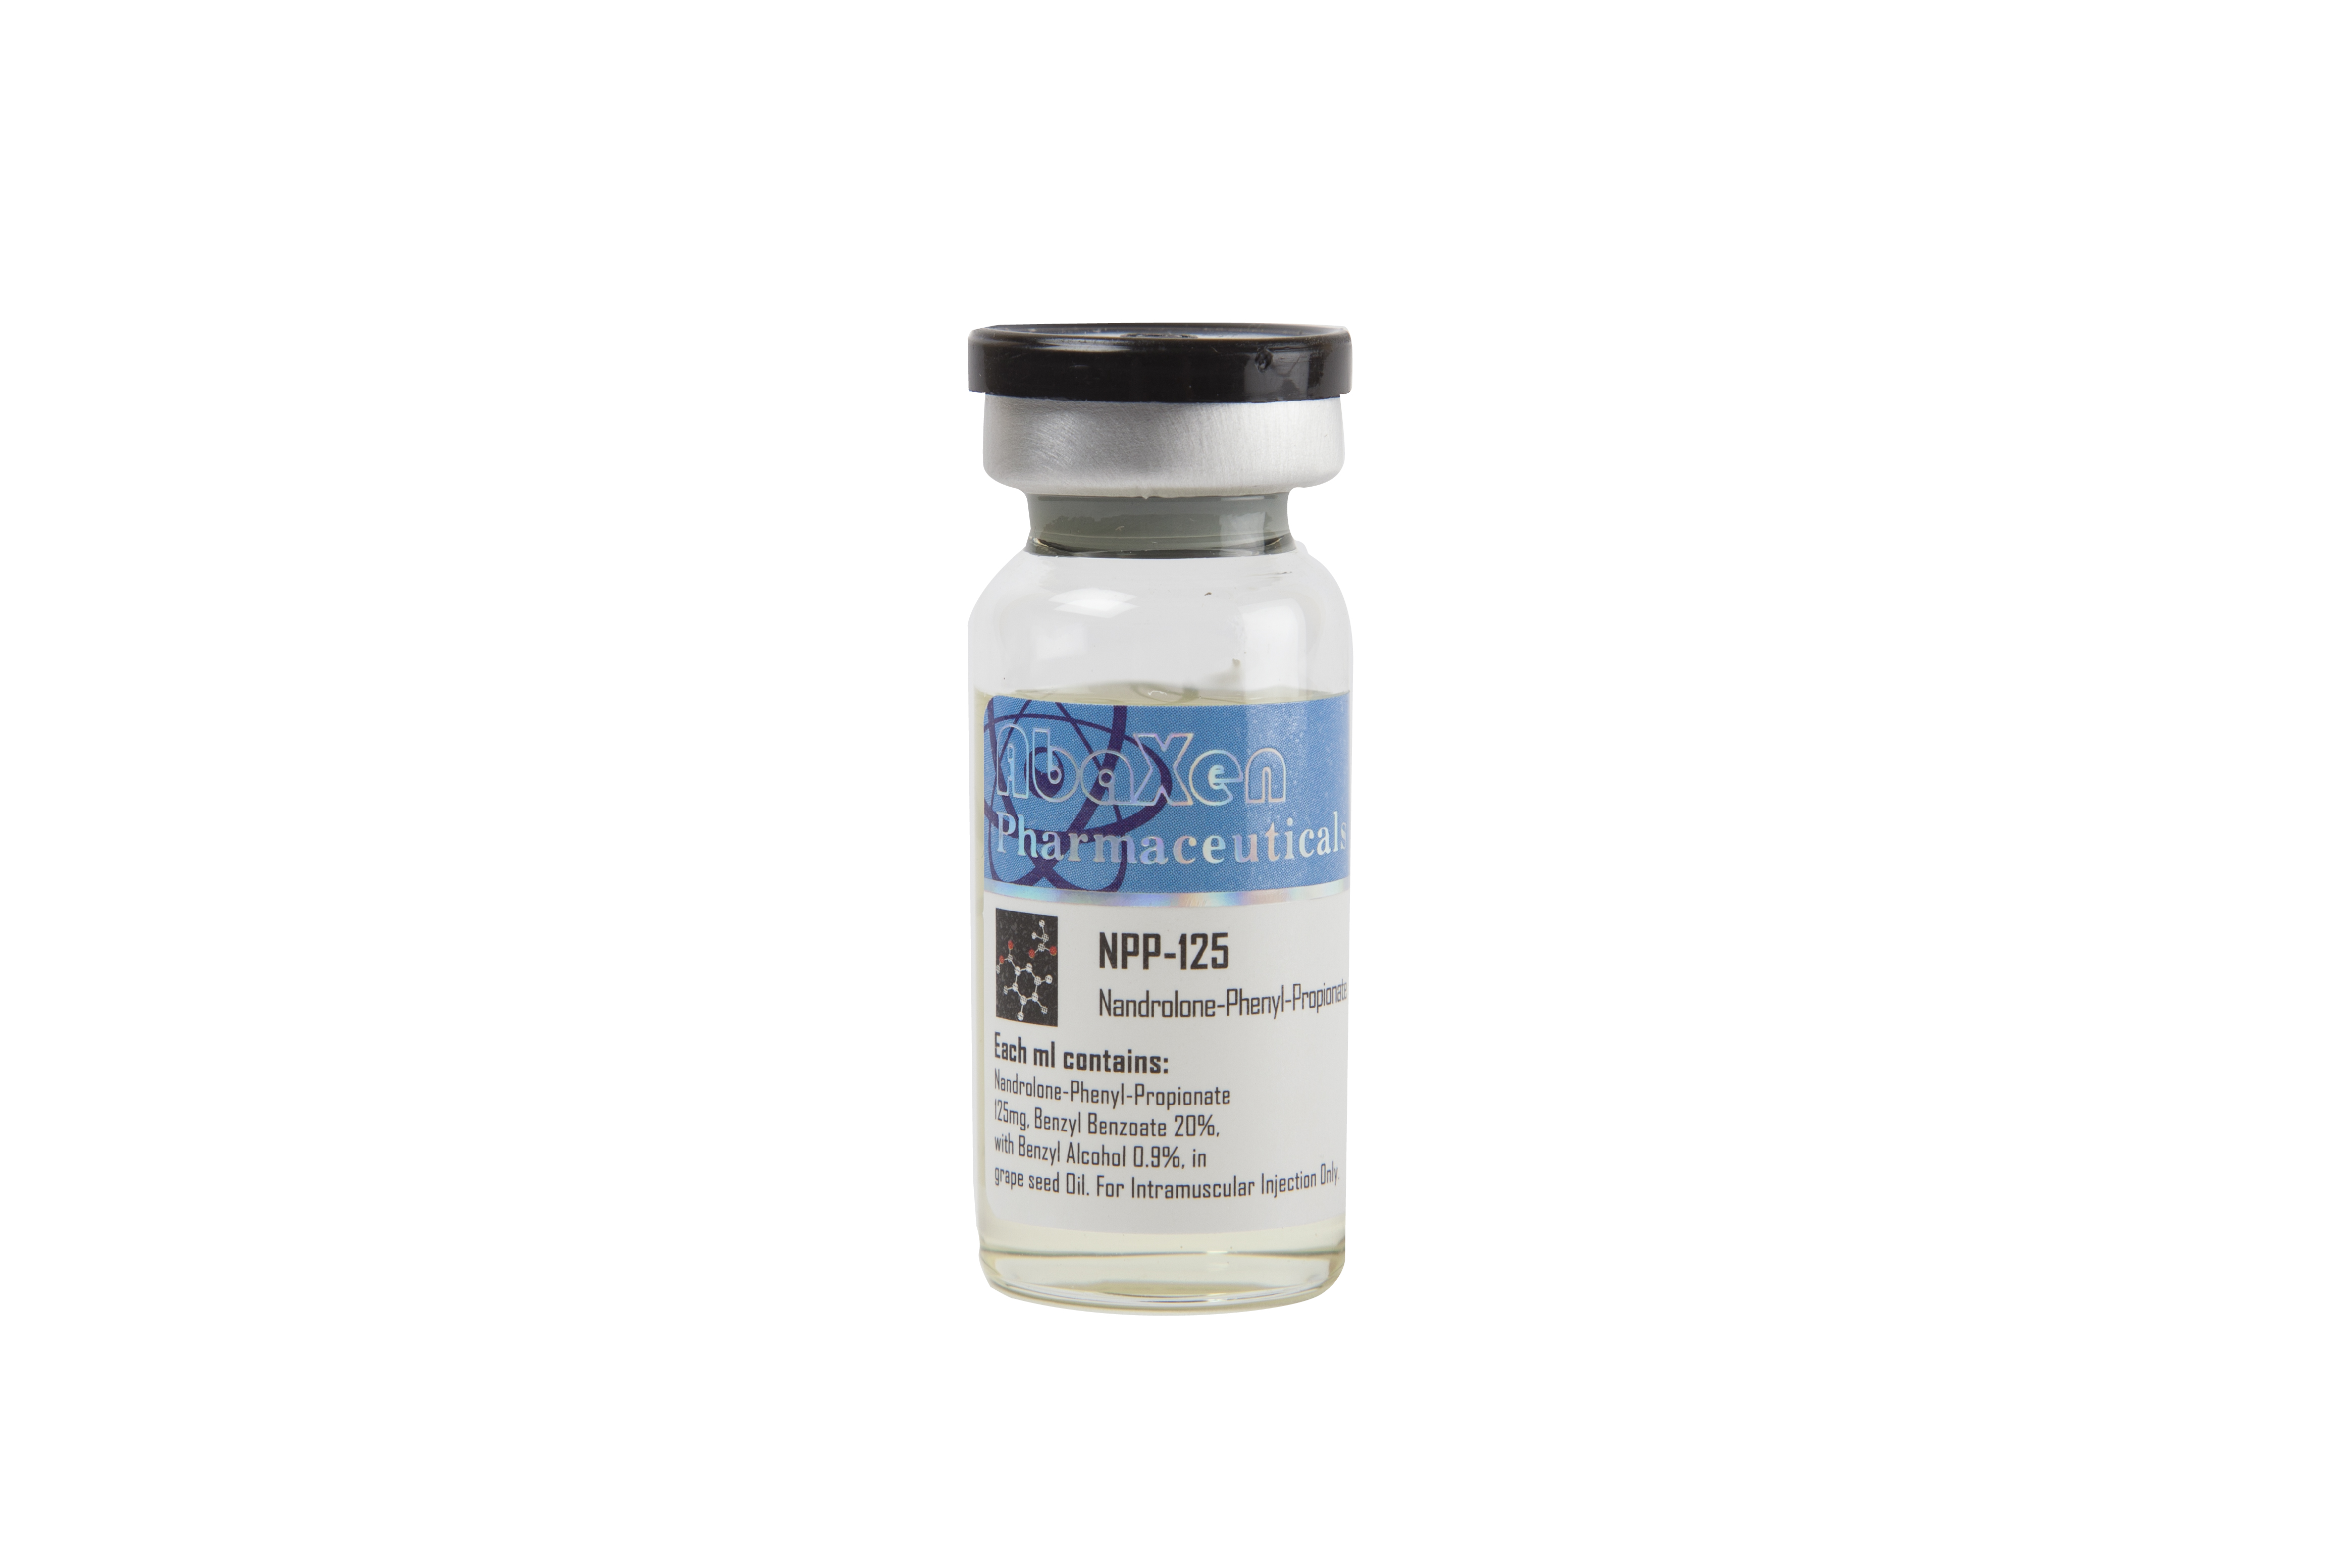 AbaXen
Pharmaceuticals
NPP-125
Nandrolone-Phenyl-Propionate
Each ml contains:
Nandrolone-Phenyl-Propionate
125mg, Benzyl Benzoate 20%,
with Benzyl Alcohol 0.9%, in
grape seed Oil. For Intramuscular Injection Only.